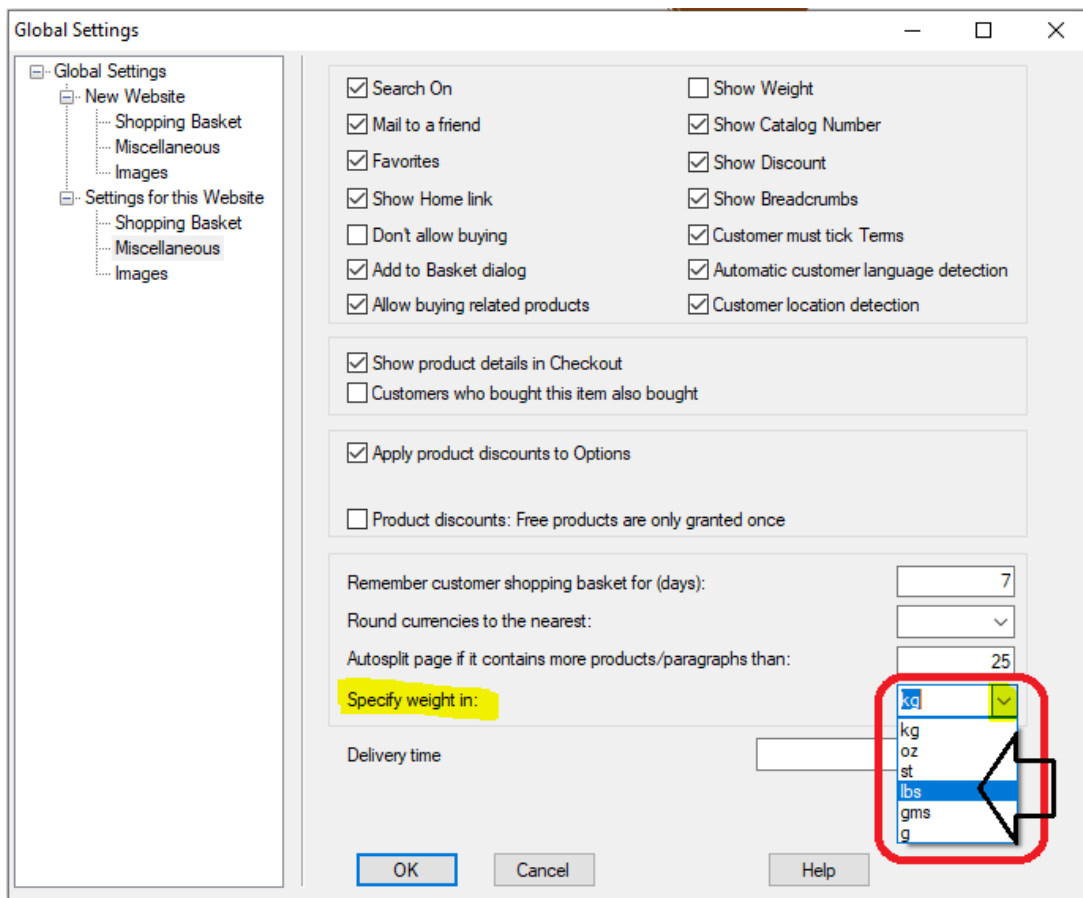 Global Settings
Global Settings
New Website
Shopping Basket
Miscellaneous
Images
Settings for this Website
Shopping Basket
Miscellaneous
Images
Search On
Mail to a friend
Favorites
Show Home link
Don't allow buying
Add to Basket dialog
Allow buying related products
Show Weight
Show Catalog Number
Show Discount
Show Breadcrumbs
Customer must tick Terms
Automatic customer language detection
Customer location detection
Show product details in Checkout
Customers who bought this item also bought
Apply product discounts to Options
Product discounts: Free products are only granted once
Remember customer shopping basket for (days): 7
Round currencies to the nearest:
Autosplit page if it contains more products/paragraphs than: 25
Specify weight in: kg
kg
oz
st
lbs
gms
g
Delivery time
OK Cancel Help